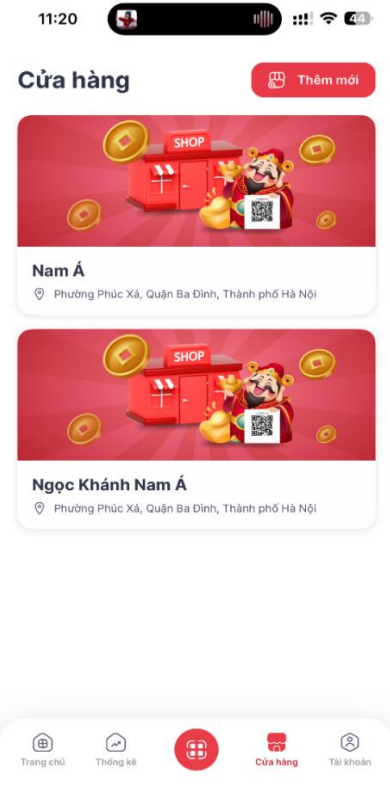 11:20
44
Cửa hàng
Thêm mới
SHOP
Nam Á
Phường Phúc Xá, Quận Ba Đình, Thành phố Hà Nội
SHOP
Ngọc Khánh Nam Á
Phường Phúc Xá, Quận Ba Đình, Thành phố Hà Nội
Trang chủ
Thống kê
Cửa hàng
Tài khoản